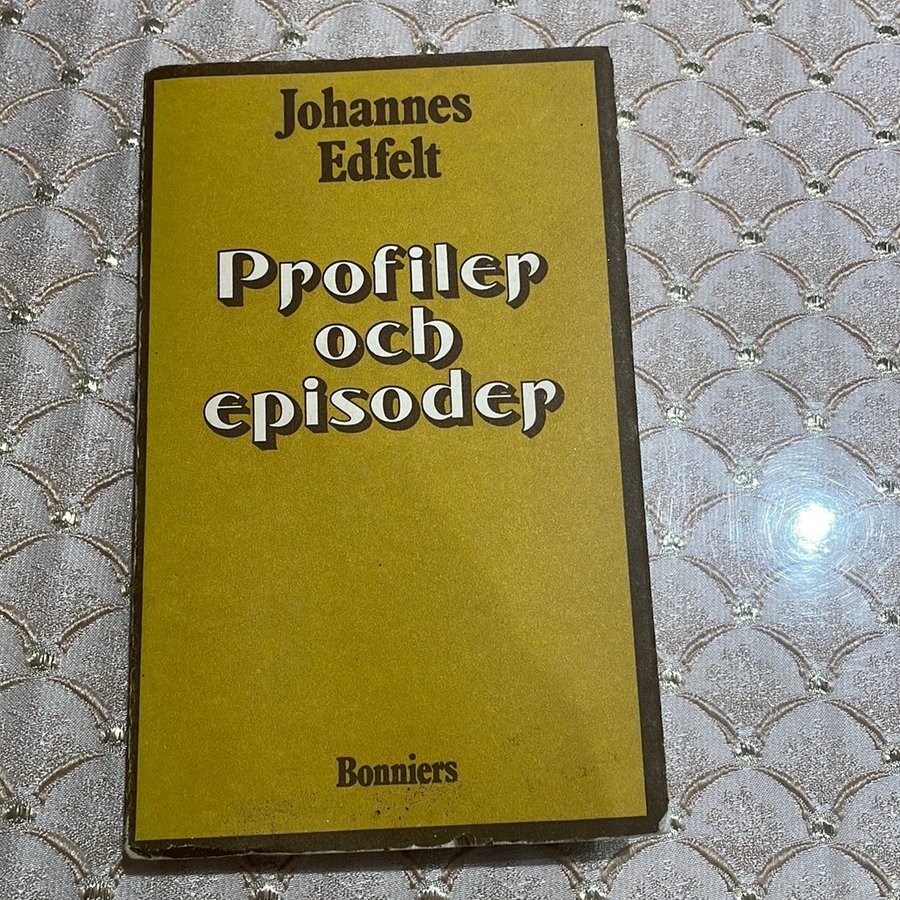 Johannes
Edfelt
Profiler
och
episoder
Bonniers